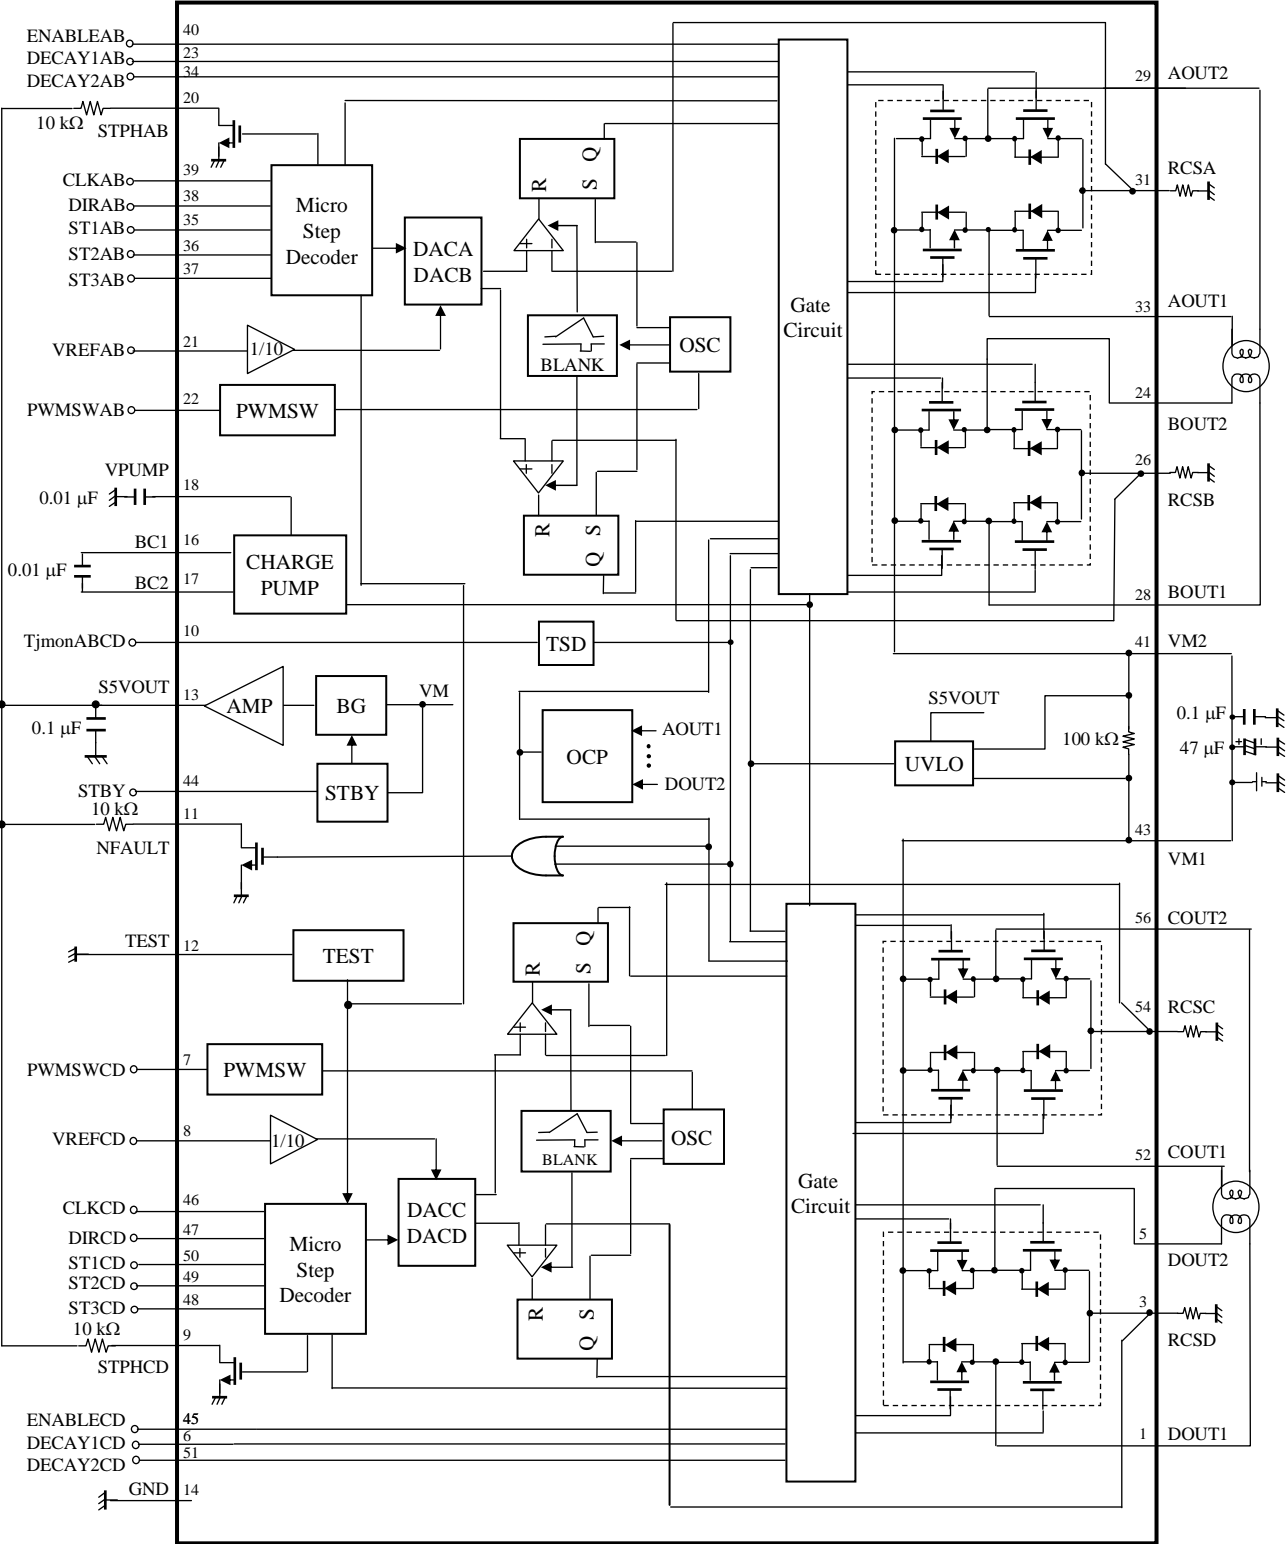 ENABLEAB 40
DECAY1AB 23
DECAY2AB 34
20
10 kΩ
STPHAB
CLKAB 39
DIRAB 38
ST1AB 35
ST2AB 36
ST3AB 37
Micro
Step
Decoder
DACA
DACB
VREFAB 21
1/10
PWMSWAB 22
PWMSW
R
S
Q
+ −
BLANK
OSC
+ −
R
S
Q
Gate
Circuit
29 AOUT2
31 RCSA
33 AOUT1
24 BOUT2
26 RCSB
28 BOUT1
VPUMP 18
0.01 µF
BC1 16
0.01 µF
BC2 17
CHARGE
PUMP
TjmonABCD 10
TSD
S5VOUT 13
0.1 µF
AMP
BG
VM
STBY 44
STBY
10 kΩ
11
NFAULT
OCP
AOUT1
DOUT2
S5VOUT
UVLO
100 kΩ
41 VM2
0.1 µF
47 µF
+ -
43
VM1
TEST 12
TEST
PWMSWCD 7
PWMSW
VREFCD 8
1/10
CLKCD 46
DIRCD 47
ST1CD 50
ST2CD 49
ST3CD 48
Micro
Step
Decoder
DACC
DACD
10 kΩ
9
STPHCD
R
S
Q
+ −
BLANK
OSC
+ −
R
S
Q
Gate
Circuit
56 COUT2
54 RCSC
52 COUT1
5
DOUT2
3
RCSD
1 DOUT1
ENABLECD 45
DECAY1CD 6
DECAY2CD 51
GND 14